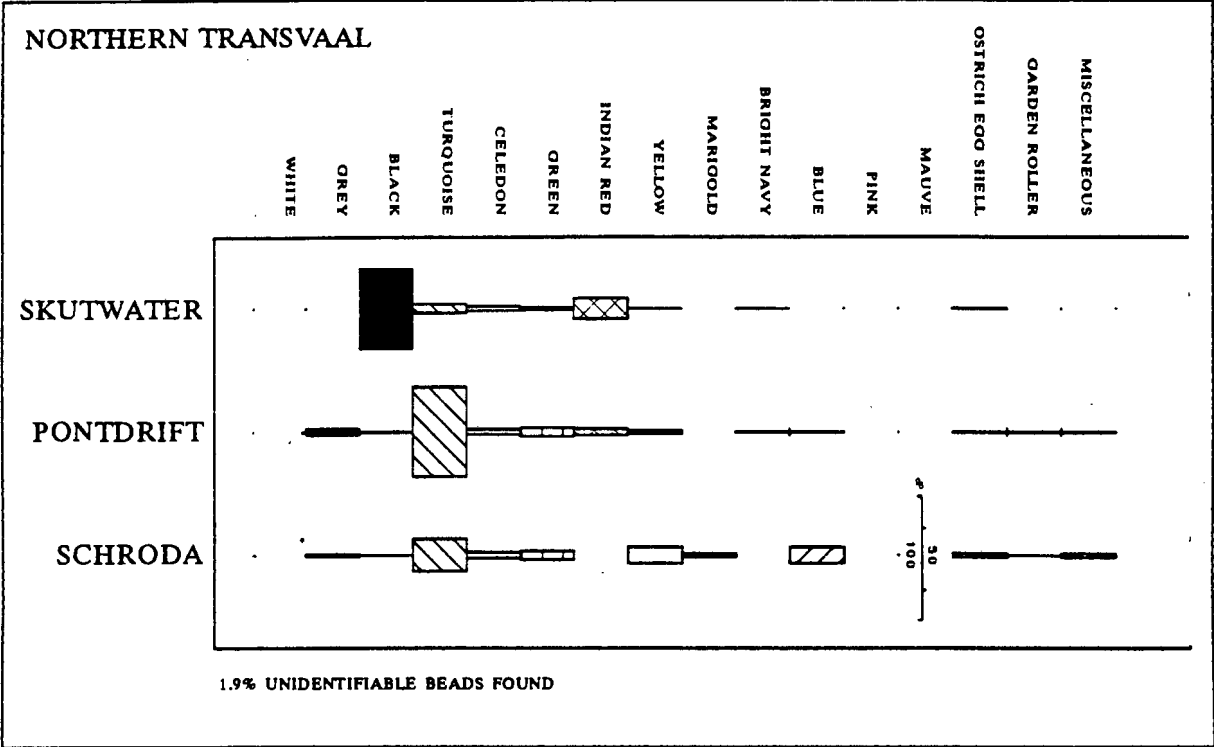 NORTHERN TRANSVAAL
WHITE
GREY
BLACK
TURQUOISE
CELEDON
GREEN
INDIAN RED
YELLOW
MARIGOLD
BRIGHT NAVY
BLUE
PINK
MAUVE
OSTRICH EGG SHELL
GARDEN ROLLER
MISCELLANEOUS
SKUTWATER
PONTDRIFT
SCHRODA
%
50
100
1.9% UNIDENTIFIABLE BEADS FOUND